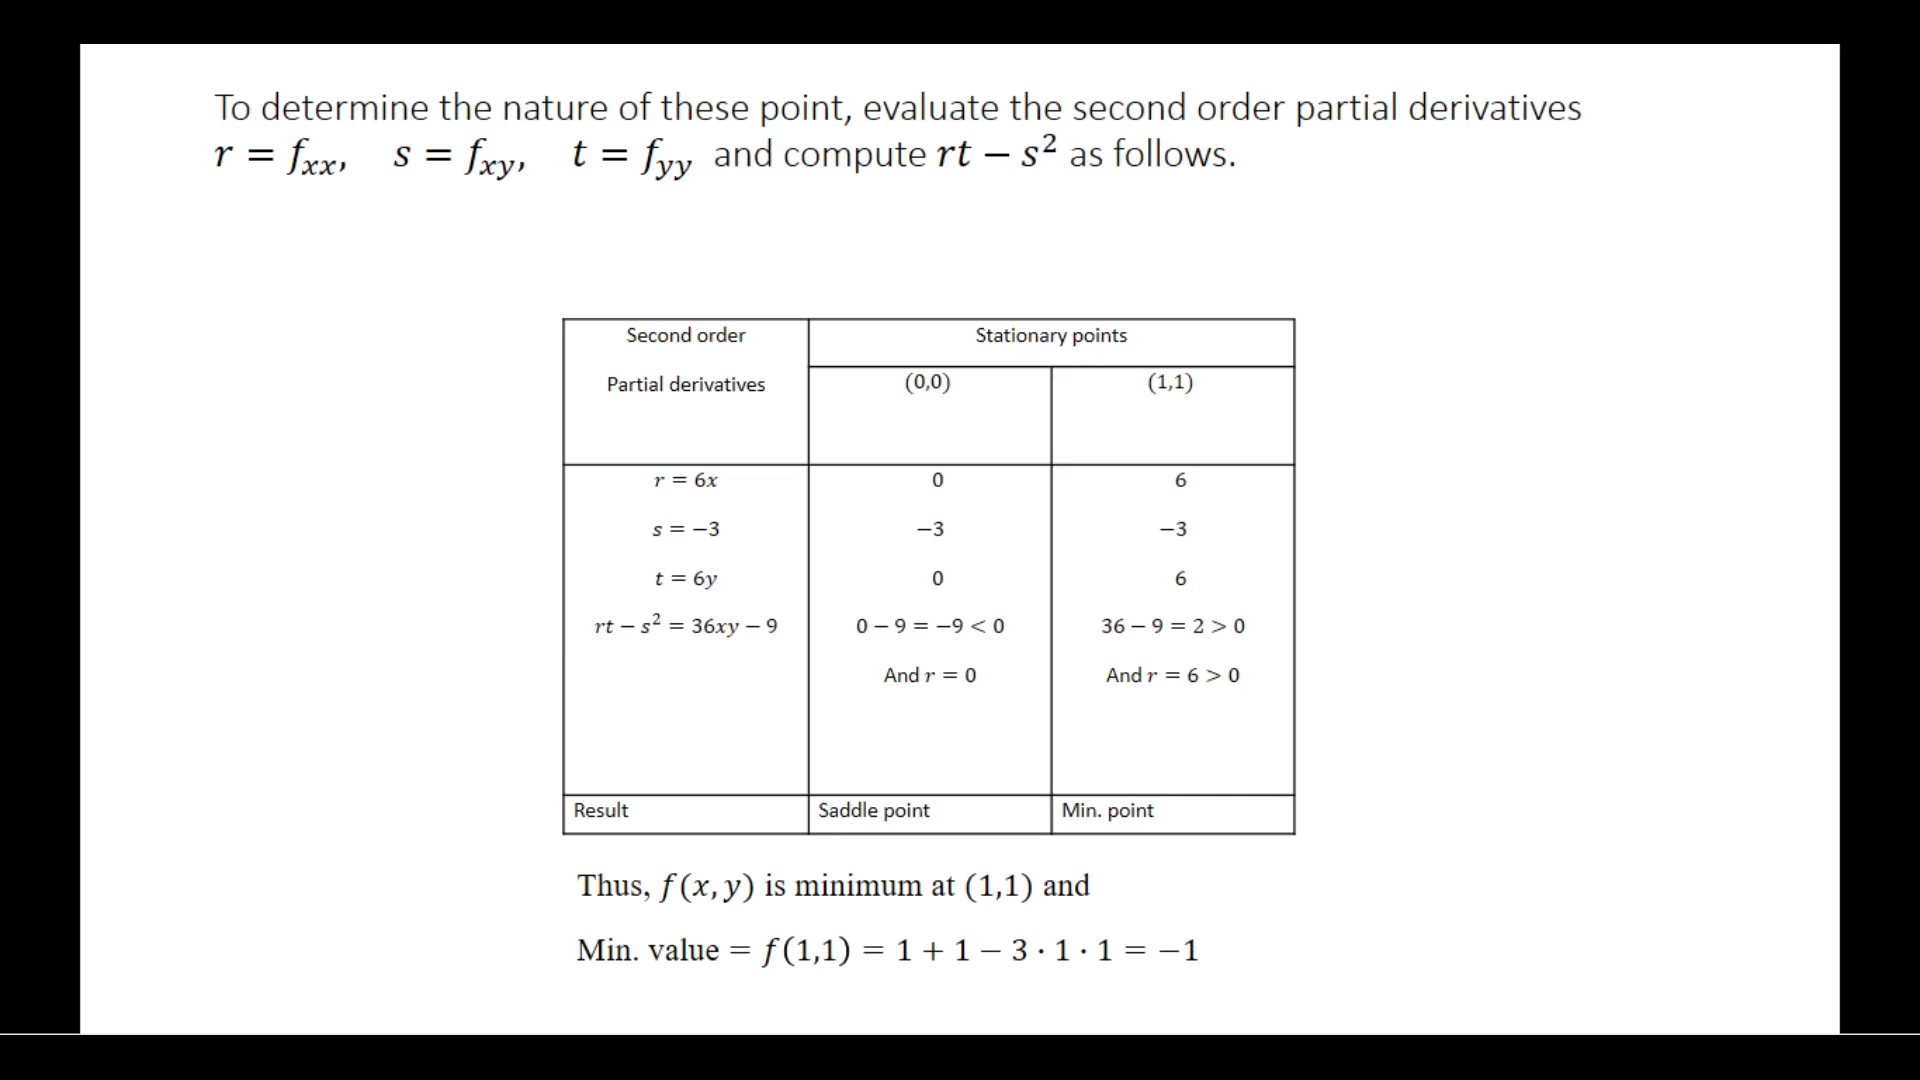 To determine the nature of these point, evaluate the second order partial derivatives
r = fxx,   s = fxy,   t = fyy and compute rt − s² as follows.
Second order Stationary points
Partial derivatives (0,0) (1,1)
r = 6x 0 6
s = −3 −3 −3
t = 6y 0 6
rt − s² = 36xy − 9 0 − 9 = −9 < 0 36 − 9 = 2 > 0
And r = 0 And r = 6 > 0
Result Saddle point Min. point
Thus, f(x, y) is minimum at (1,1) and
Min. value = f(1,1) = 1 + 1 − 3 · 1 · 1 = −1